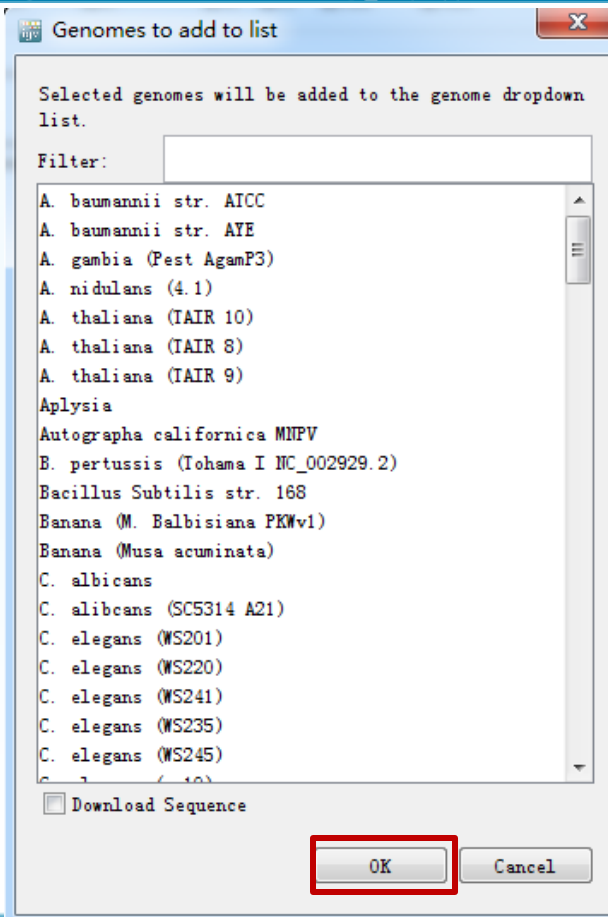 Genomes to add to list
Selected genomes will be added to the genome dropdown
list.
Filter:
A. baumannii str. ATCC
A. baumannii str. AYE
A. gambia (Pest AgamP3)
A. nidulans (4.1)
A. thaliana (TAIR 10)
A. thaliana (TAIR 8)
A. thaliana (TAIR 9)
Aplysia
Autographa californica MNPV
B. pertussis (Tohama I NC_002929.2)
Bacillus Subtilis str. 168
Banana (M. Balbisiana PKWv1)
Banana (Musa acuminata)
C. albicans
C. alibcans (SC5314 A21)
C. elegans (WS201)
C. elegans (WS220)
C. elegans (WS241)
C. elegans (WS235)
C. elegans (WS245)
Download Sequence
OK Cancel